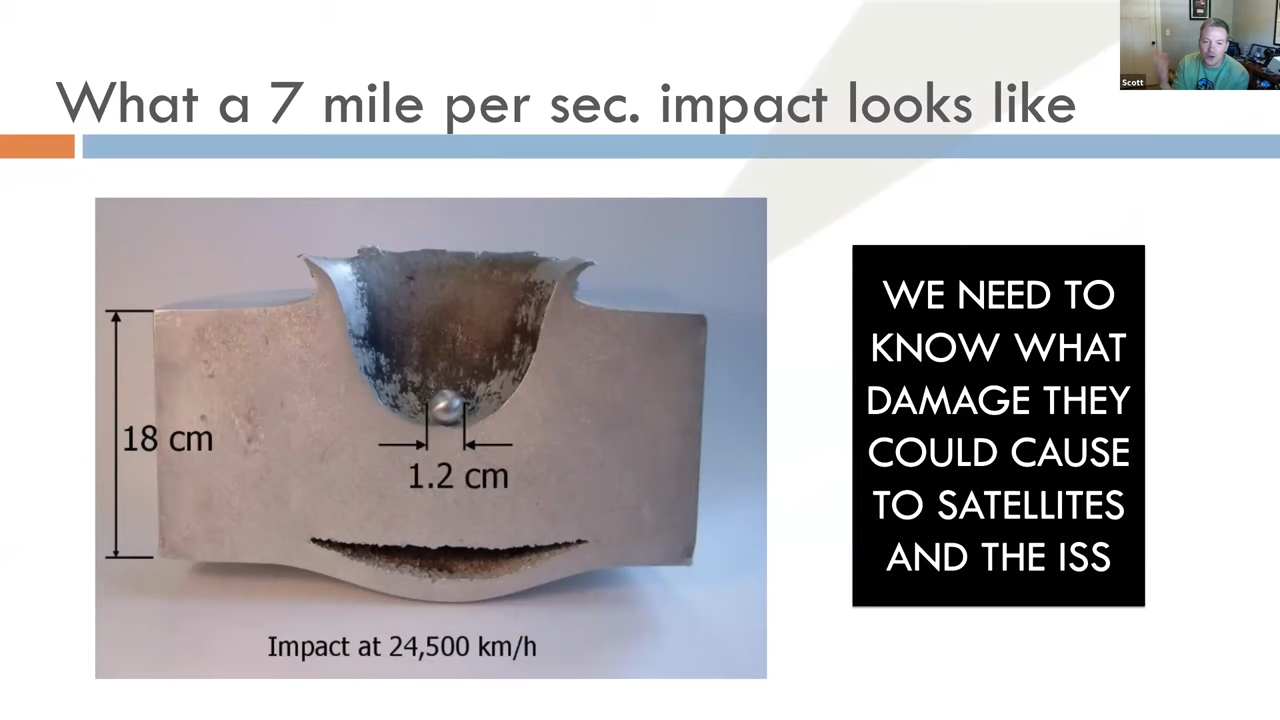 What a 7 mile per sec. impact looks like
Scott
18 cm
1.2 cm
Impact at 24,500 km/h
WE NEED TO
KNOW WHAT
DAMAGE THEY
COULD CAUSE
TO SATELLITES
AND THE ISS